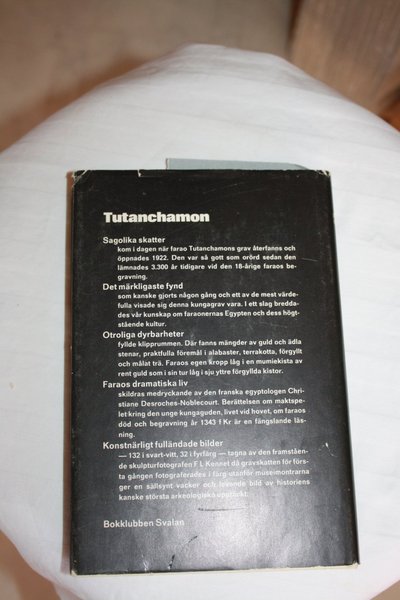 Tutanchamon
Sagolika skatter
kom i dagen när farao Tutanchamons grav återfanns och
öppnades 1922. Den var så gott som orörd sedan den
lämnades 3.300 år tidigare vid den 18-årige faraos be-
gravning.
Det märkligaste fynd
som kanske gjorts någon gång och ett av de mest värde-
fulla visade sig denna kungagrav vara. I ett slag bredda-
des vår kunskap om faraonernas Egypten och dess högt-
stående kultur.
Otroliga dyrbarheter
fyllde klipprummen. Där fanns mängder av guld och ädla
stenar, praktfulla föremål i alabaster, terrakotta, förgyllt
och målat trä. Faraos egen kropp låg i en mumiekista av
rent guld som i sin tur låg i sju yttre förgyllda kistor.
Faraos dramatiska liv
skildras medryckande av den franska egyptologen Chri-
stiane Desroches-Noblecourt. Berättelsen om maktspe-
let kring den unge kungaguden, livet vid hovet, om faraos
död och begravning år 1343 f Kr är en fängslande läs-
ning.
Konstnärligt fulländade bilder
— 132 i svart-vitt, 32 i fyrfärg — tagna av den framståen-
de skulpturfotografen F L Kennet då gravskatten för förs-
ta gången fotograferades i färg utanför museimontrarna
ger en sällsynt vacker och levande bild av historiens
kanske största arkeologiska upptäckt.
Bokklubben Svalan